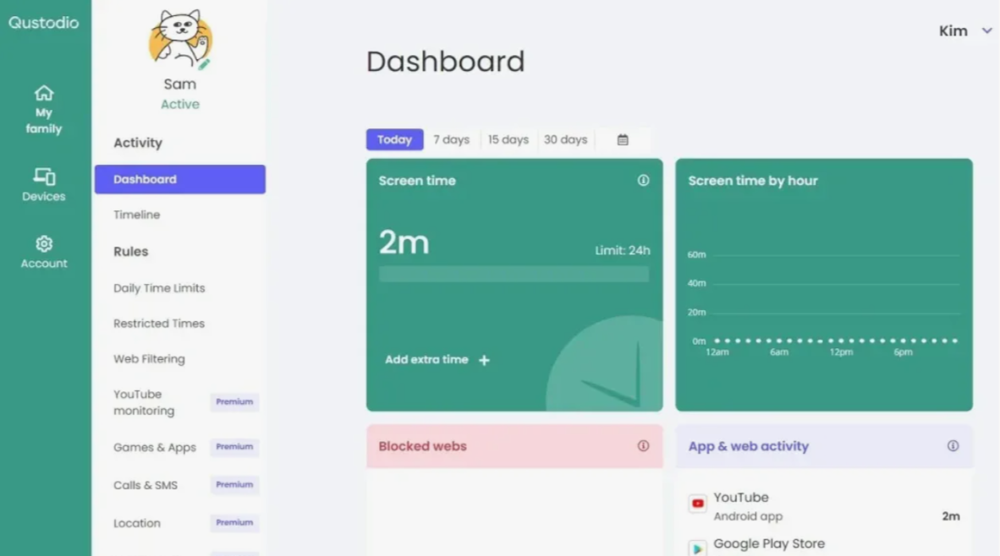 Qustodio
My
family
Devices
Account
Sam
Active
Activity
Dashboard
Timeline
Rules
Daily Time Limits
Restricted Times
Web Filtering
YouTube
monitoring
Premium
Games & Apps Premium
Calls & SMS Premium
Location Premium
Kim
Dashboard
Today 7 days 15 days 30 days
Screen time
2m
Limit: 24h
Add extra time +
Screen time by hour
60m
40m
20m
0m
12am 6am 12pm 6pm
Blocked webs
App & web activity
YouTube
Android app 2m
Google Play Store